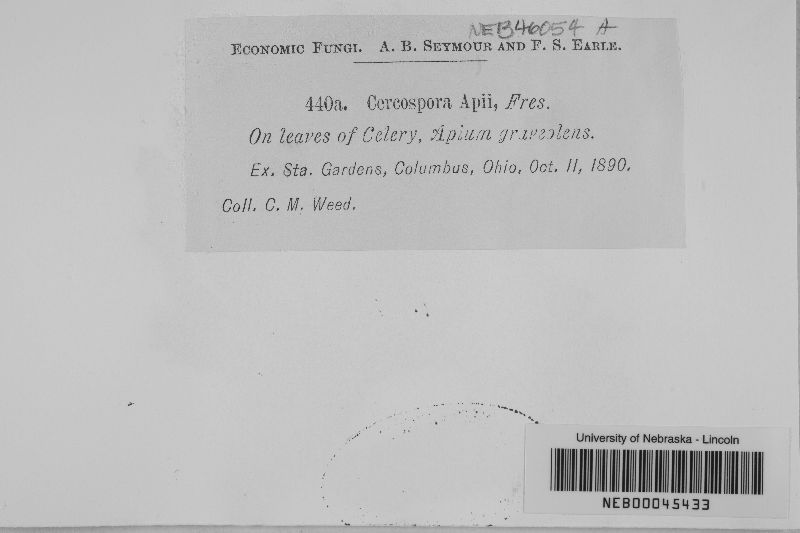 NEB46054 A
Economic Fungi. A. B. Seymour and F. S. Earle.
440a. Cercospora Apii, Fres.
On leaves of Celery, Apium graveolens.
Ex. Sta. Gardens, Columbus, Ohio, Oct. 11, 1890.
Coll. C. M. Weed.
University of Nebraska - Lincoln
NEB00045433